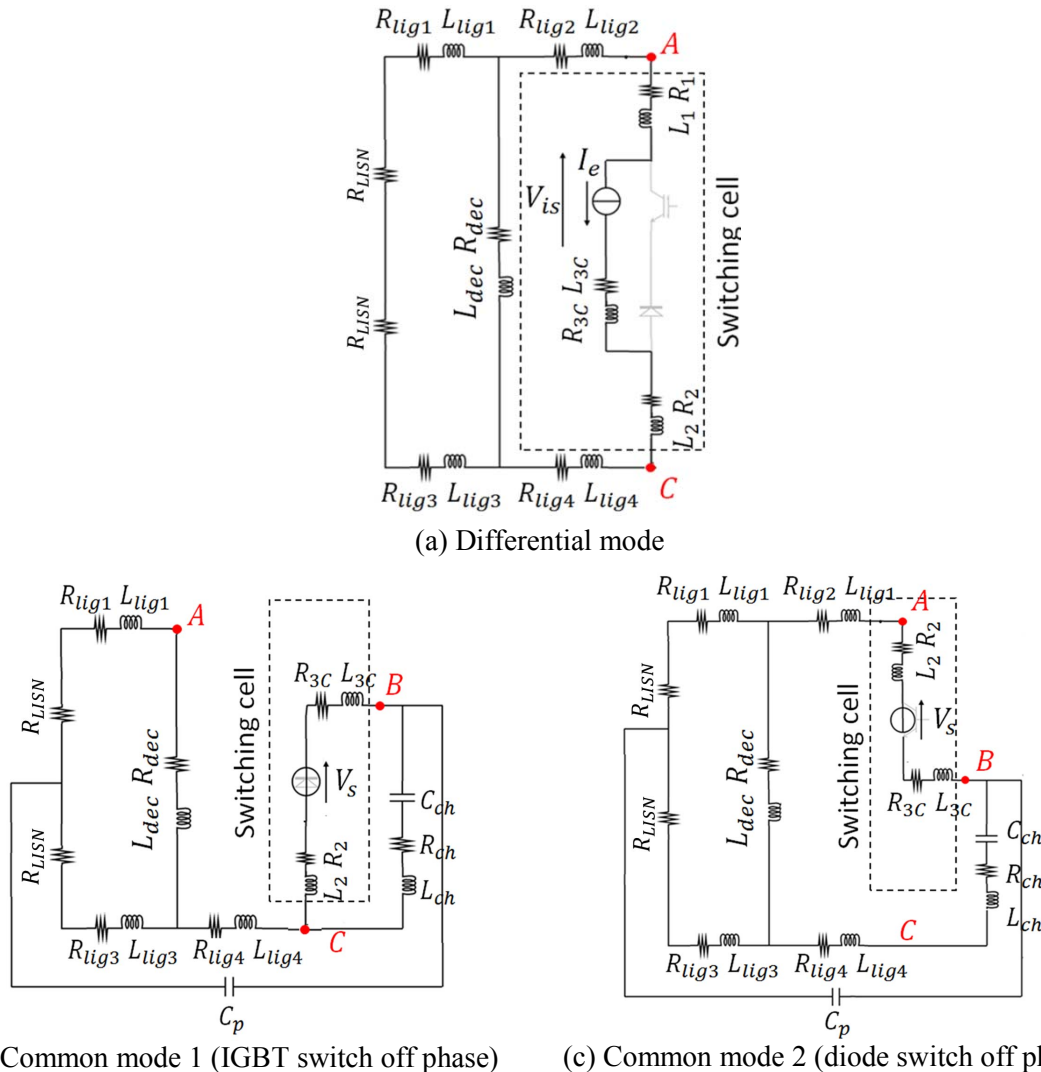 R_lig1 L_lig1 R_lig2 L_lig2 A
L_1 R_1
R_LISN
I_e
V_is
Switching cell
L_dec R_dec
R_3C L_3C
R_LISN
L_2 R_2
R_lig3 L_lig3 R_lig4 L_lig4 C
(a) Differential mode
R_lig1 L_lig1 A
R_3C L_3C B
R_LISN
Switching cell
L_dec R_dec
V_s
C_ch
R_LISN
R_ch
L_2 R_2
L_ch
R_lig3 L_lig3 R_lig4 L_lig4 C
C_p
Common mode 1 (IGBT switch off phase)
R_lig1 L_lig1 R_lig2 L_lig1 A
L_2 R_2
R_LISN
Switching cell
V_s
L_dec R_dec
B
R_3C L_3C
R_LISN
C_ch
R_ch
L_ch
C
R_lig3 L_lig3 R_lig4 L_lig4
C_p
(c) Common mode 2 (diode switch off ph